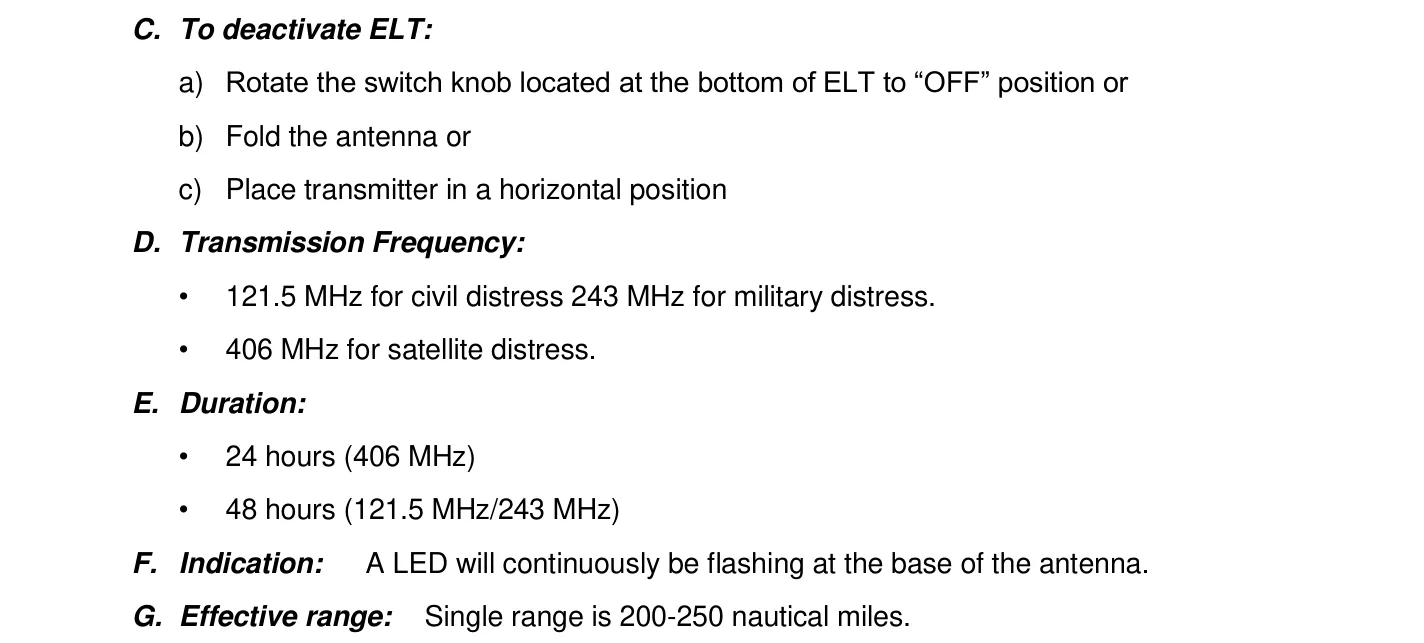 C. To deactivate ELT:
a) Rotate the switch knob located at the bottom of ELT to “OFF” position or
b) Fold the antenna or
c) Place transmitter in a horizontal position
D. Transmission Frequency:
• 121.5 MHz for civil distress 243 MHz for military distress.
• 406 MHz for satellite distress.
E. Duration:
• 24 hours (406 MHz)
• 48 hours (121.5 MHz/243 MHz)
F. Indication: A LED will continuously be flashing at the base of the antenna.
G. Effective range: Single range is 200-250 nautical miles.